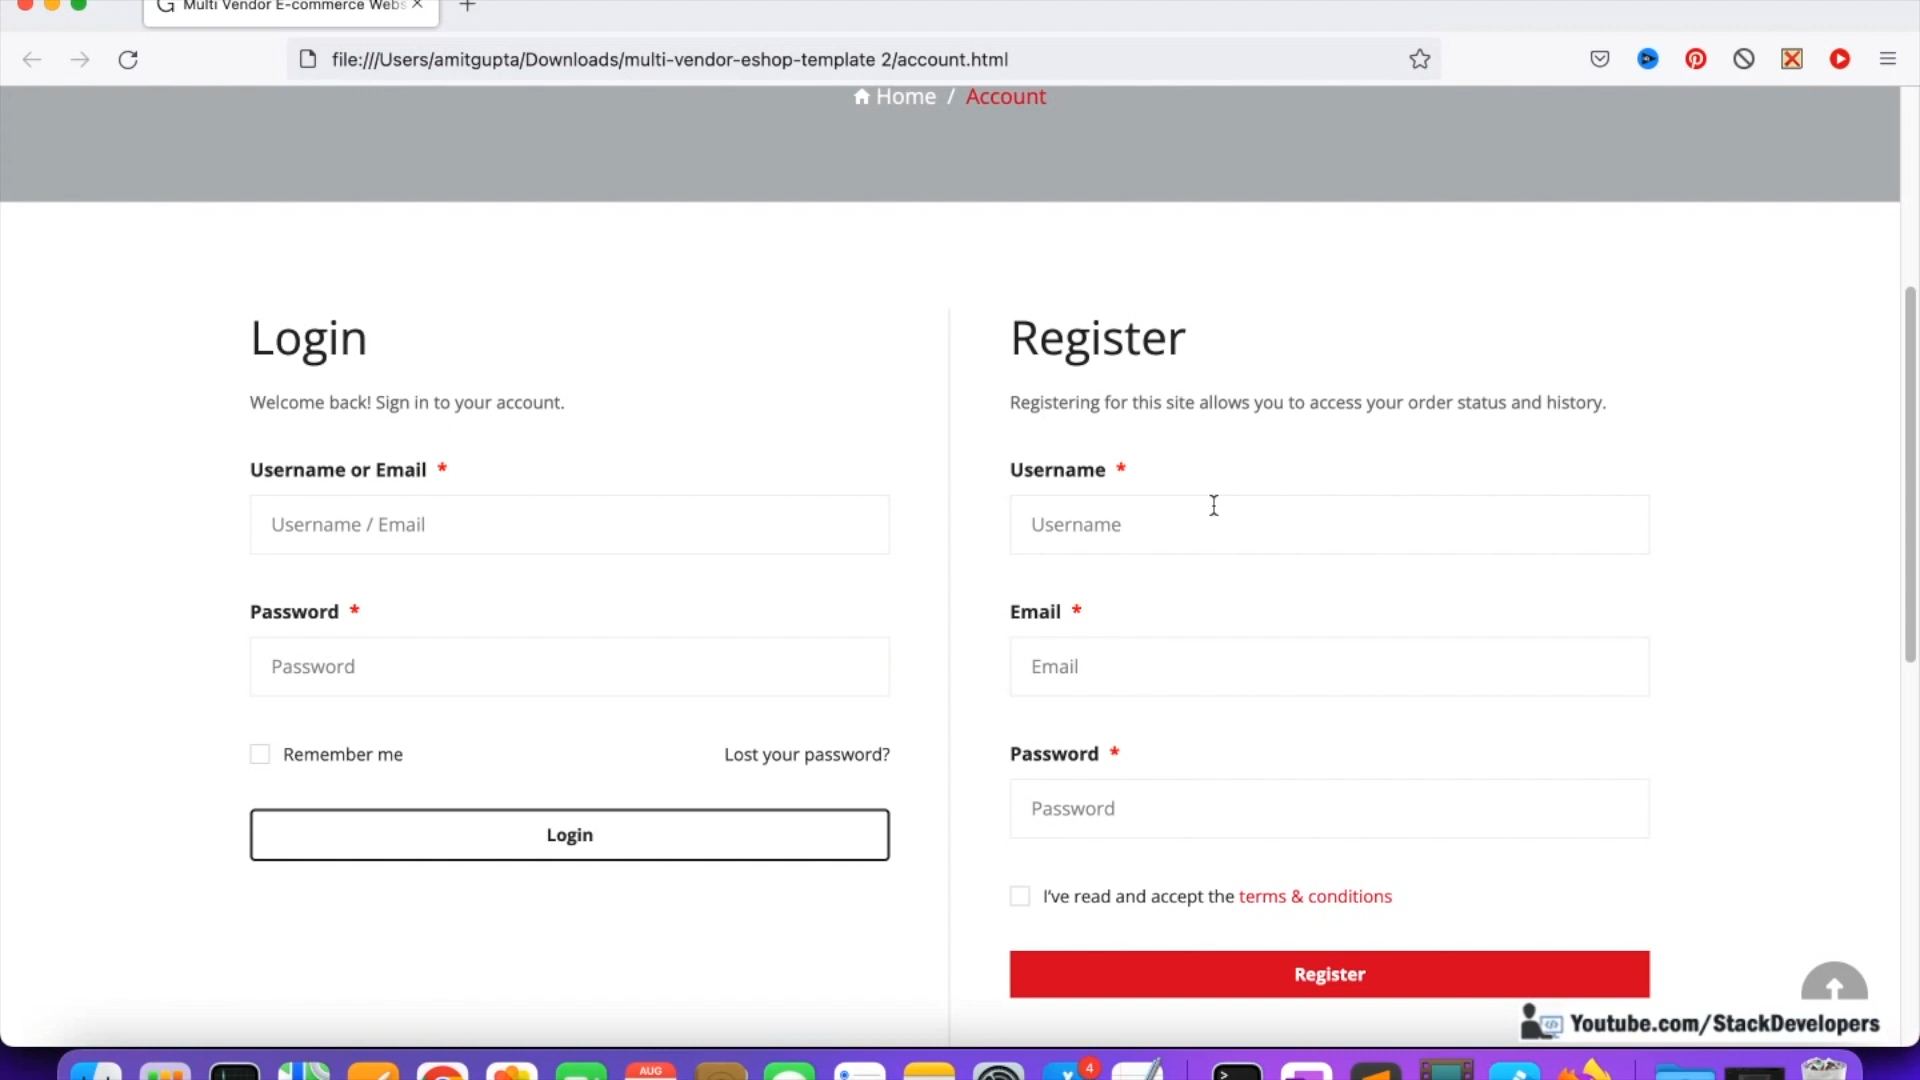 Multi Vendor E-commerce Webs
file:///Users/amitgupta/Downloads/multi-vendor-eshop-template 2/account.html
Home / Account
Login
Welcome back! Sign in to your account.
Username or Email *
Username / Email
Password *
Password
Remember me
Lost your password?
Login
Register
Registering for this site allows you to access your order status and history.
Username *
Username
Email *
Email
Password *
Password
I've read and accept the terms & conditions
Register
Youtube.com/StackDevelopers
AUG
4